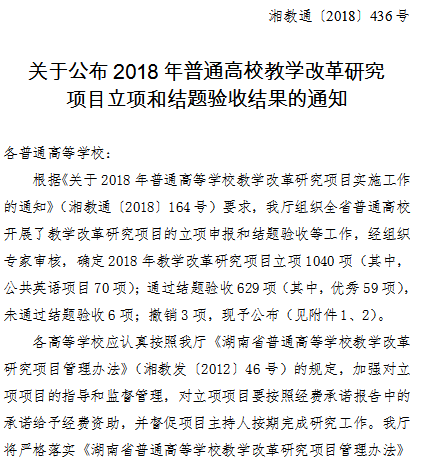 湘教通〔2018〕436号
关于公布2018年普通高校教学改革研究
项目立项和结题验收结果的通知
各普通高等学校：
根据《关于2018年普通高等学校教学改革研究项目实施工作
的通知》（湘教通〔2018〕164号）要求，我厅组织全省普通高校
开展了教学改革研究项目的立项申报和结题验收等工作，经组织
专家审核，确定2018年教学改革研究项目立项1040项（其中，
公共英语项目70项）；通过结题验收629项（其中，优秀59项），
未通过结题验收6项；撤销3项，现予公布（见附件1、2）。
各高等学校应认真按照我厅《湖南省普通高等学校教学改革
研究项目管理办法》（湘教发〔2012〕46号）的规定，加强对立
项项目的指导和监督管理，对立项项目要按照经费承诺报告中的
承诺给予经费资助，并督促项目主持人按期完成研究工作。我厅
将严格落实《湖南省普通高等学校教学改革研究项目管理办法》